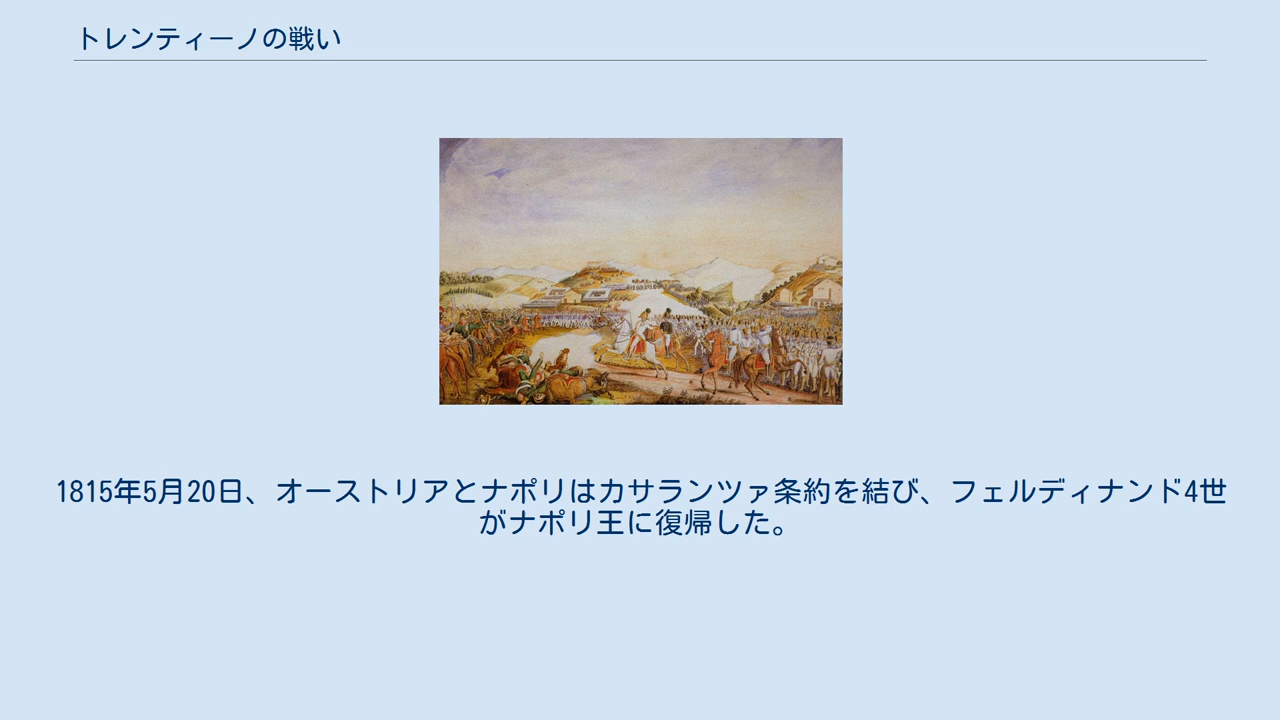 トレンティーノの戦い
1815年5月20日、オーストリアとナポリはカサランツァ条約を結び、フェルディナンド4世
がナポリ王に復帰した。